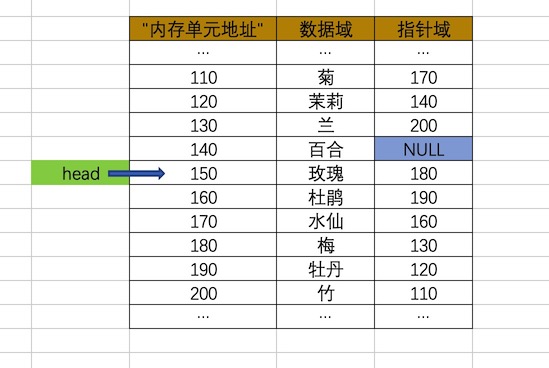 "内存单元地址" 数据域 指针域
... ... ...
110 菊 170
120 茉莉 140
130 兰 200
140 百合 NULL
head 150 玫瑰 180
160 杜鹃 190
170 水仙 160
180 梅 130
190 牡丹 120
200 竹 110
... ... ...